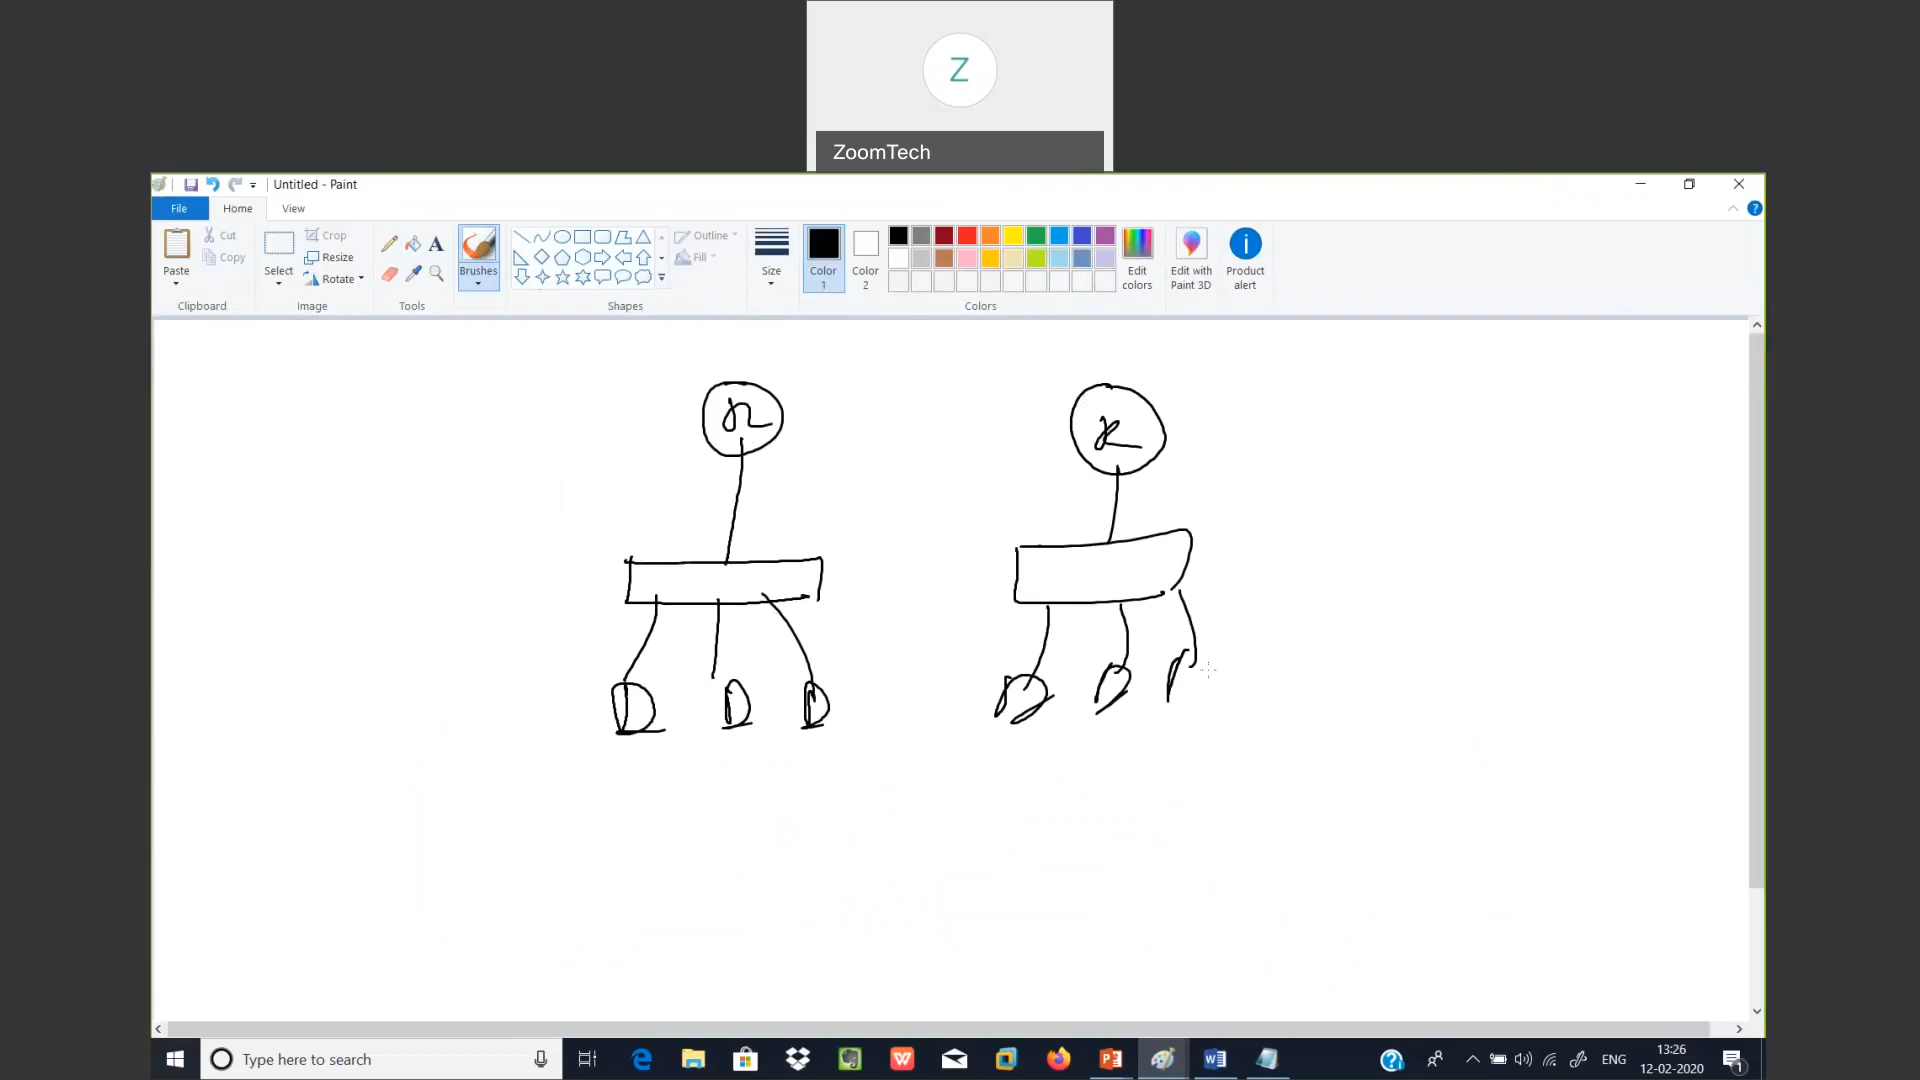 Z
ZoomTech
Untitled - Paint
File Home View
Cut
Copy
Paste
Clipboard
Select
Crop
Resize
Rotate
Image
Tools
A
Brushes
Outline
Fill
Shapes
Size
Color 1
Color 2
Edit colors
Colors
Edit with Paint 3D
Product alert
R R
D D D D D
Type here to search
ENG
13:26
12-02-2020
1